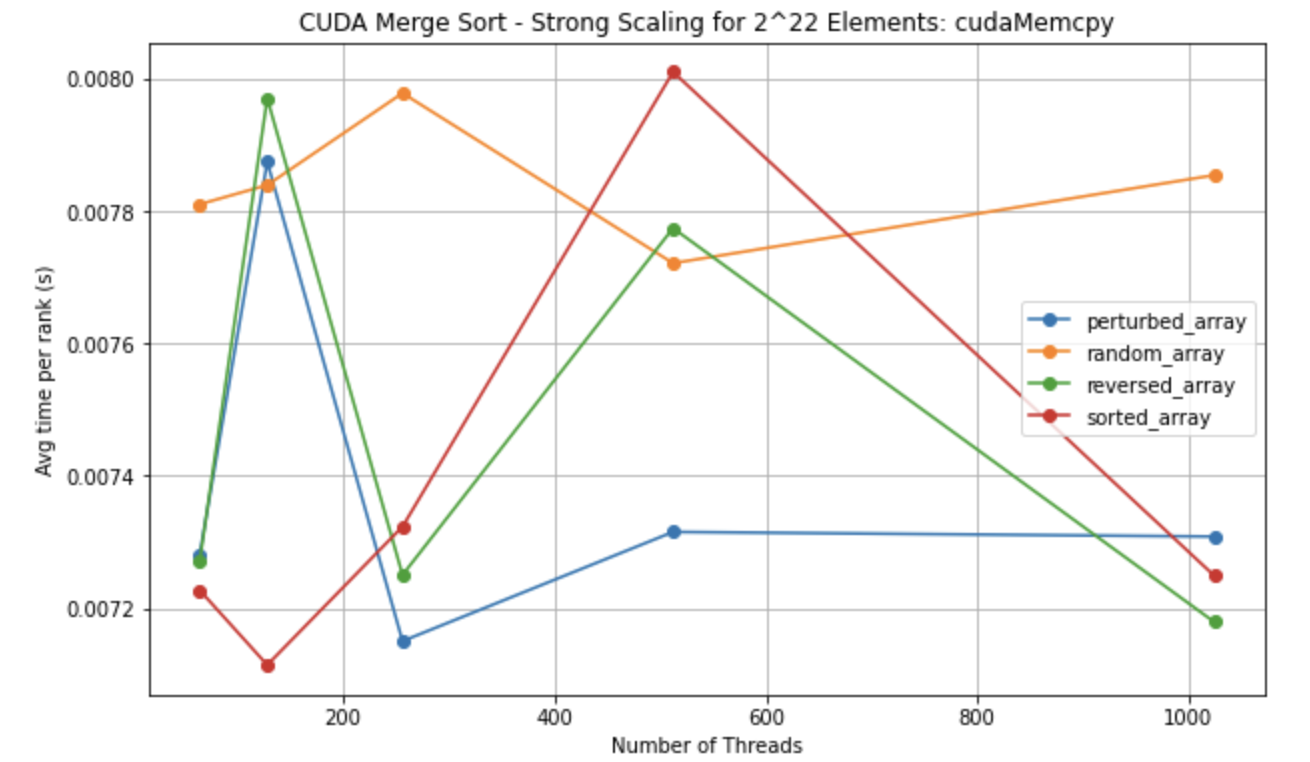 CUDA Merge Sort - Strong Scaling for 2^22 Elements: cudaMemcpy
Avg time per rank (s)
0.0080
0.0078
0.0076
0.0074
0.0072
perturbed_array
random_array
reversed_array
sorted_array
200 400 600 800 1000
Number of Threads